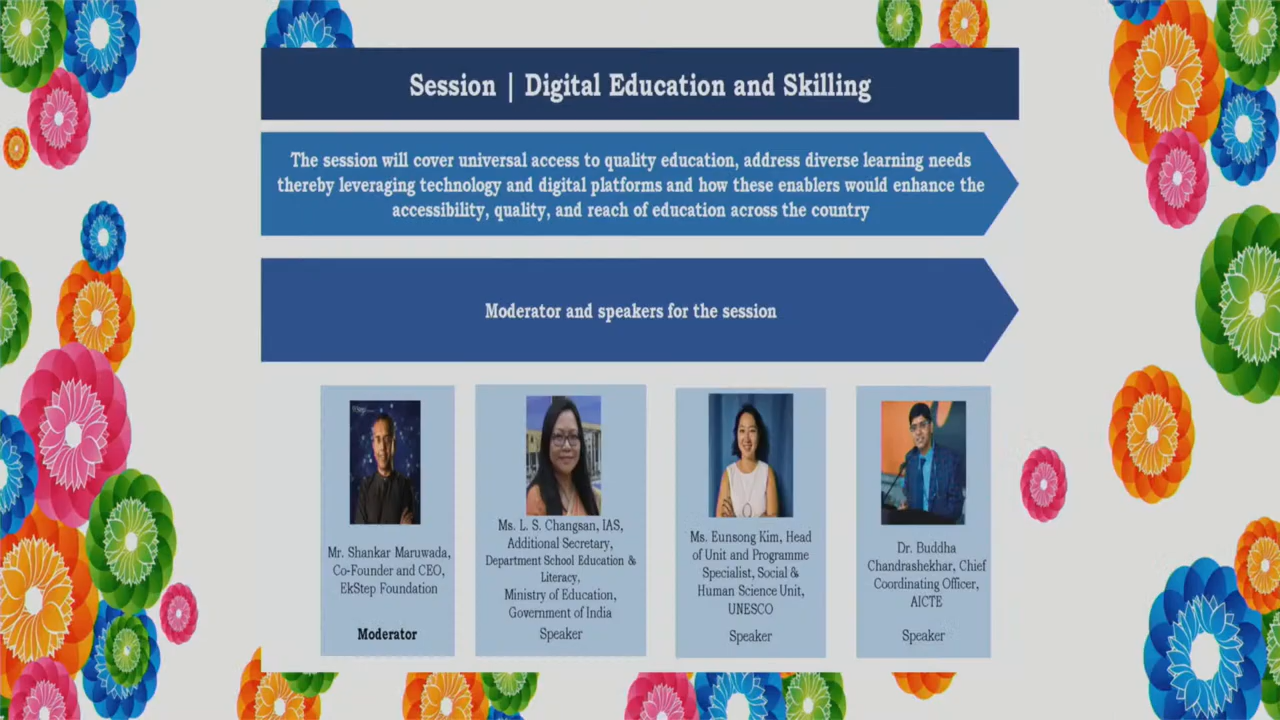 Session | Digital Education and Skilling
The session will cover universal access to quality education, address diverse learning needs
thereby leveraging technology and digital platforms and how these enablers would enhance the
accessibility, quality, and reach of education across the country
Moderator and speakers for the session
Mr. Shankar Maruwada,
Co-Founder and CEO,
EkStep Foundation
Moderator
Ms. L. S. Changsan, IAS,
Additional Secretary,
Department School Education &
Literacy,
Ministry of Education,
Government of India
Speaker
Ms. Eunsong Kim, Head
of Unit and Programme
Specialist, Social &
Human Science Unit,
UNESCO
Speaker
Dr. Buddha
Chandrashekhar, Chief
Coordinating Officer,
AICTE
Speaker